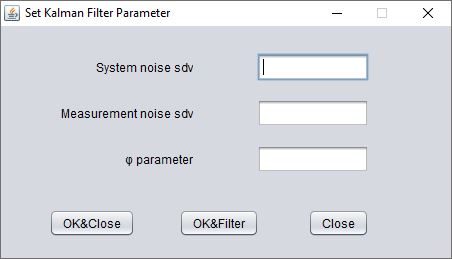 Set Kalman Filter Parameter
System noise sdv
Measurement noise sdv
φ parameter
OK&Close OK&Filter Close